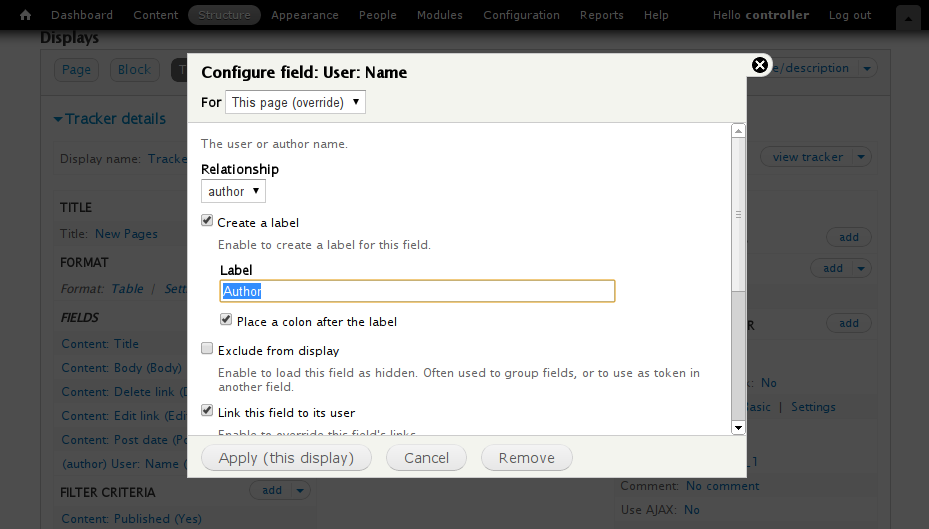 Dashboard Content Structure Appearance People Modules Configuration Reports Help Hello controller Log out
Displays
Page Block
e/description
Configure field: User: Name
For This page (override)
Tracker details
Display name: Tracke
view tracker
The user or author name.
Relationship
author
TITLE
Title: New Pages
add
Create a label
Enable to create a label for this field.
FORMAT
Format: Table | Sett
add
Label
Author
FIELDS
add
Place a colon after the label
Content: Title
Exclude from display
Content: Body (Body)
Enable to load this field as hidden. Often used to group fields, or to use as token in
another field.
No
Content: Delete link (D
Content: Edit link (Edi
Link this field to its user
Basic | Settings
Content: Post date (Po
Enable to override this field's links.
(author) User: Name (
Apply (this display) Cancel Remove
_1
FILTER CRITERIA add
Comment: No comment
Content: Published (Yes)
Use AJAX: No